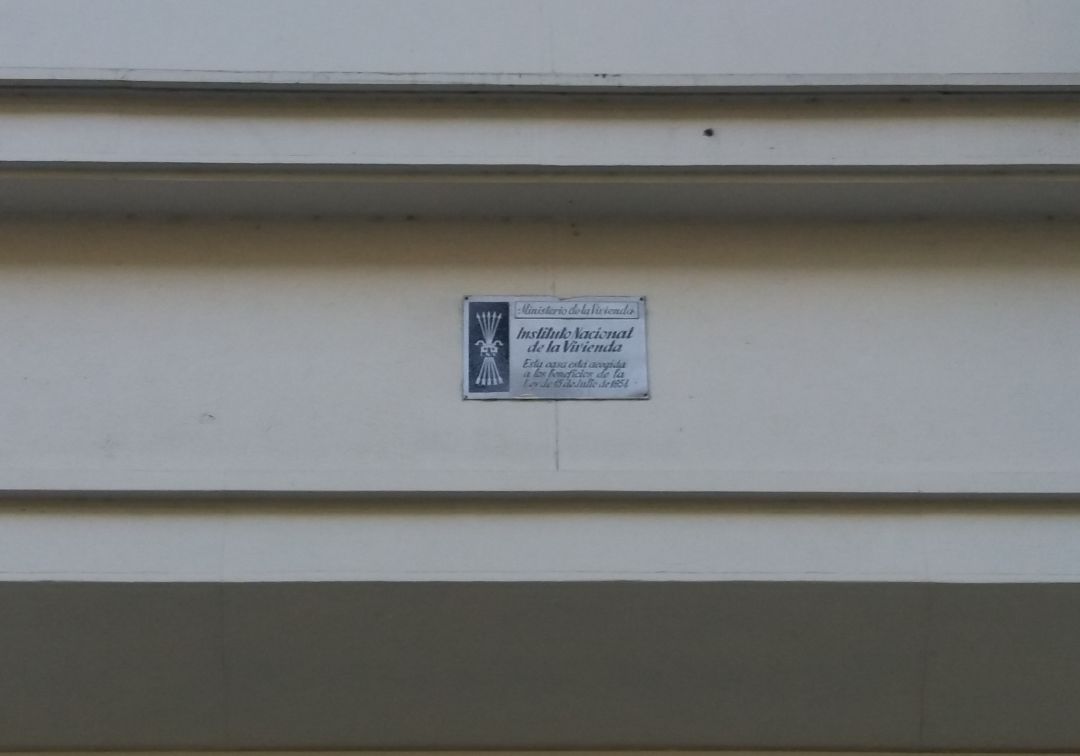 Ministerio de la Vivienda
Instituto Nacional
de la Vivienda
Esta casa está acogida
a los beneficios de la
Ley de 15 de Julio de 1954